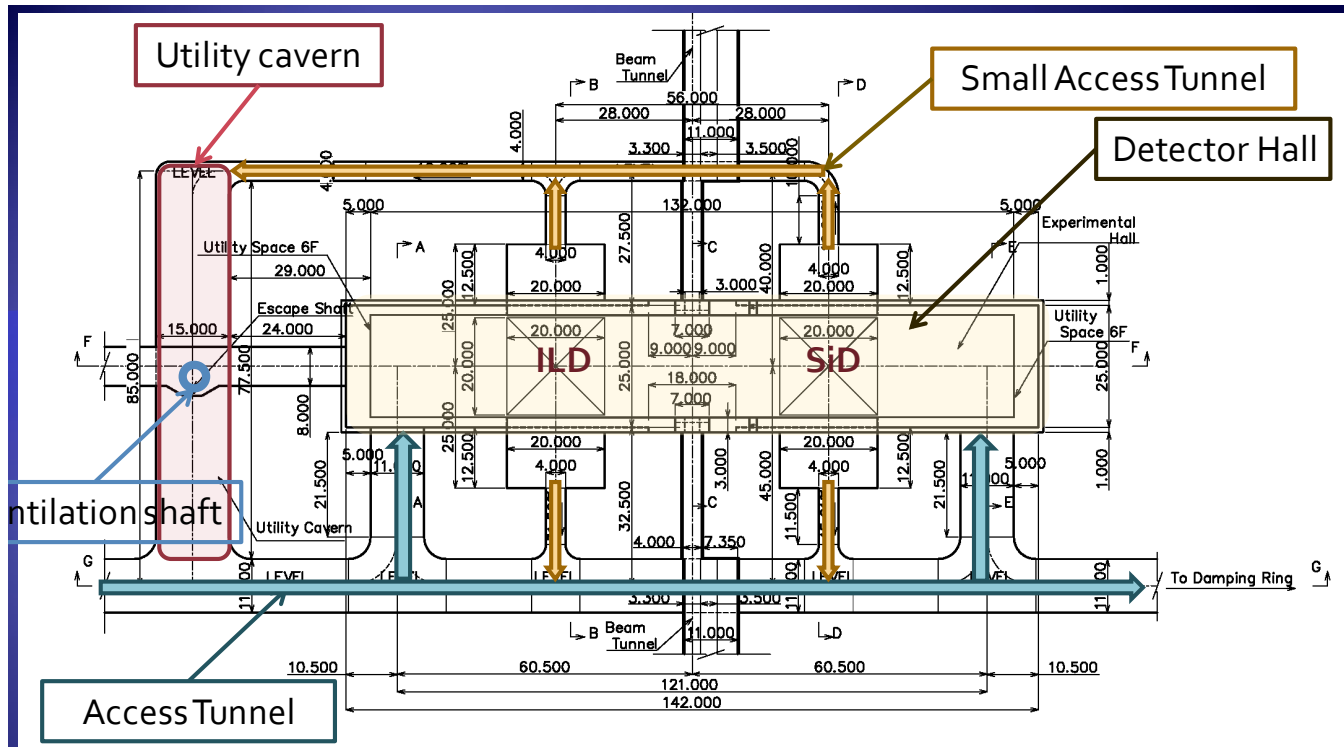 Utility cavern
Small Access Tunnel
Detector Hall
Beam
Tunnel
B
D
56.000
28.000
28.000
11.000
3.300
3.500
4.000
LEVEL
5.000
132.000
5.000
Utility Space 6F
A
C
E
Experimental
Hall
29.000
12.500
4.000
27.500
3.000
40.000
4.000
12.500
1.000
20.000
20.000
Escape Shaft
15.000
24.000
25.000
20.000
7.000
20.000
Utility
Space 6F
F
9.000
9.000
F
ILD
SiD
85.000
77.500
20.000
25.000
25.000
18.000
7.000
8.000
25.000
20.000
20.000
5.000
12.500
4.000
3.000
4.000
12.500
5.000
1.000
21.500
A
C
45.000
21.500
E
ntilation shaft
Utility Cavern
32.500
11.500
4.000
7.350
G
LEVEL
LEVEL
LEVEL
LEVEL
LEVEL
G
To Damping Ring
3.300
3.500
Beam
Tunnel
B
11.000
D
10.500
60.500
60.500
10.500
121.000
142.000
Access Tunnel